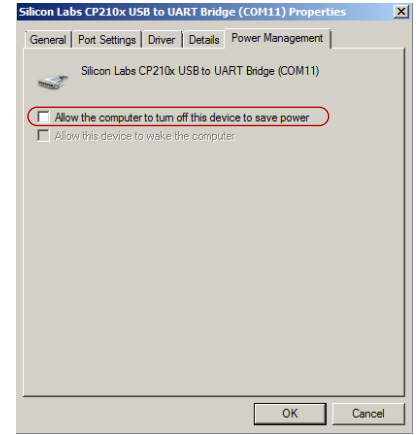 Silicon Labs CP210x USB to UART Bridge (COM11) Properties
General Port Settings Driver Details Power Management
Silicon Labs CP210x USB to UART Bridge (COM11)
Allow the computer to turn off this device to save power
Allow this device to wake the computer
OK Cancel